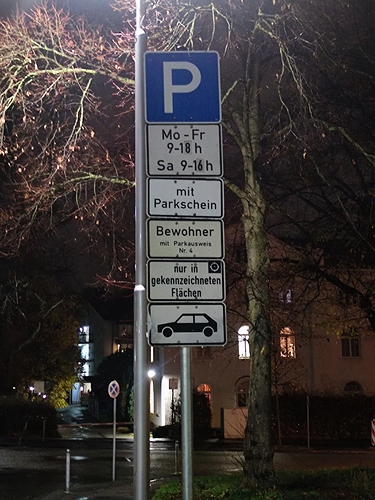 P
Mo - Fr
9-18 h
Sa 9-16 h
mit
Parkschein
Bewohner
mit Parkausweis
Nr. 4
nur in
gekennzeichneten
Flächen